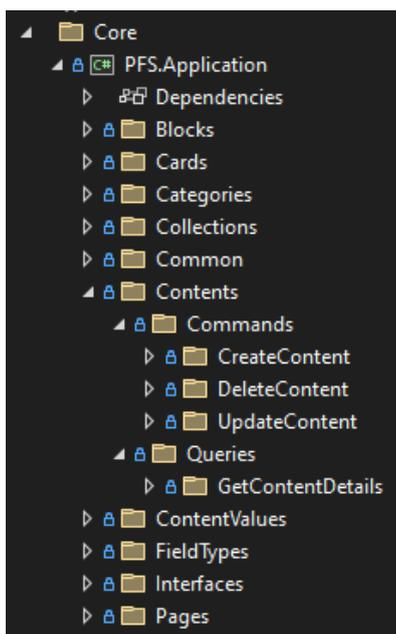 Core
C# PFS.Application
Dependencies
Blocks
Cards
Categories
Collections
Common
Contents
Commands
CreateContent
DeleteContent
UpdateContent
Queries
GetContentDetails
ContentValues
FieldTypes
Interfaces
Pages